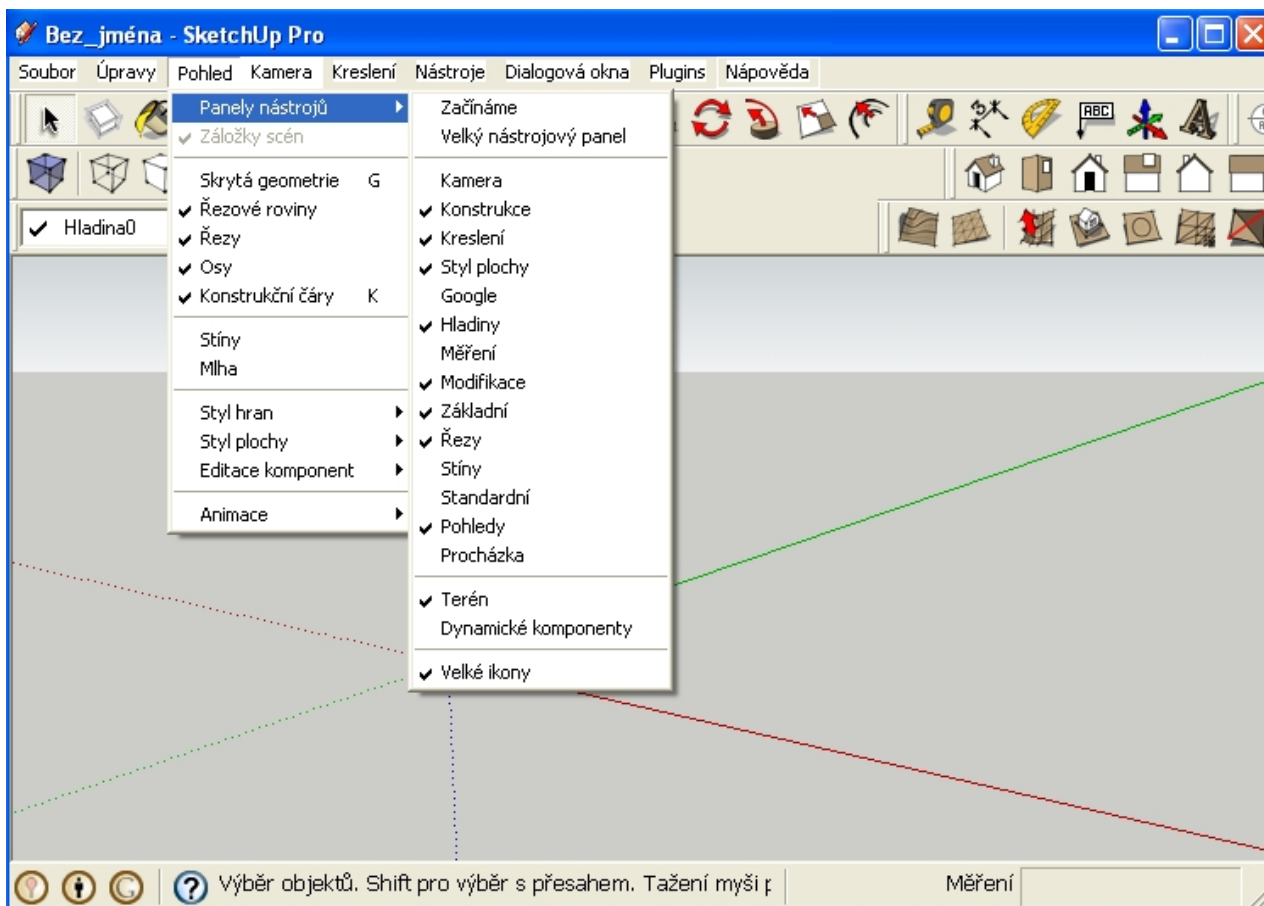 Bez_jména - SketchUp Pro
Soubor Úpravy Pohled Kamera Kreslení Nástroje Dialogová okna Plugins Nápověda
Panely nástrojů
Záložky scén
Skrytá geometrie G
Řezové roviny
Řezy
Osy
Konstrukční čáry K
Stíny
Mlha
Styl hran
Styl plochy
Editace komponent
Animace
Začínáme
Velký nástrojový panel
Kamera
Konstrukce
Kreslení
Styl plochy
Google
Hladiny
Měření
Modifikace
Základní
Řezy
Stíny
Standardní
Pohledy
Procházka
Terén
Dynamické komponenty
Velké ikony
ABC
A
Hladina0
Výběr objektů. Shift pro výběr s přesahem. Tažení myši p
Měření